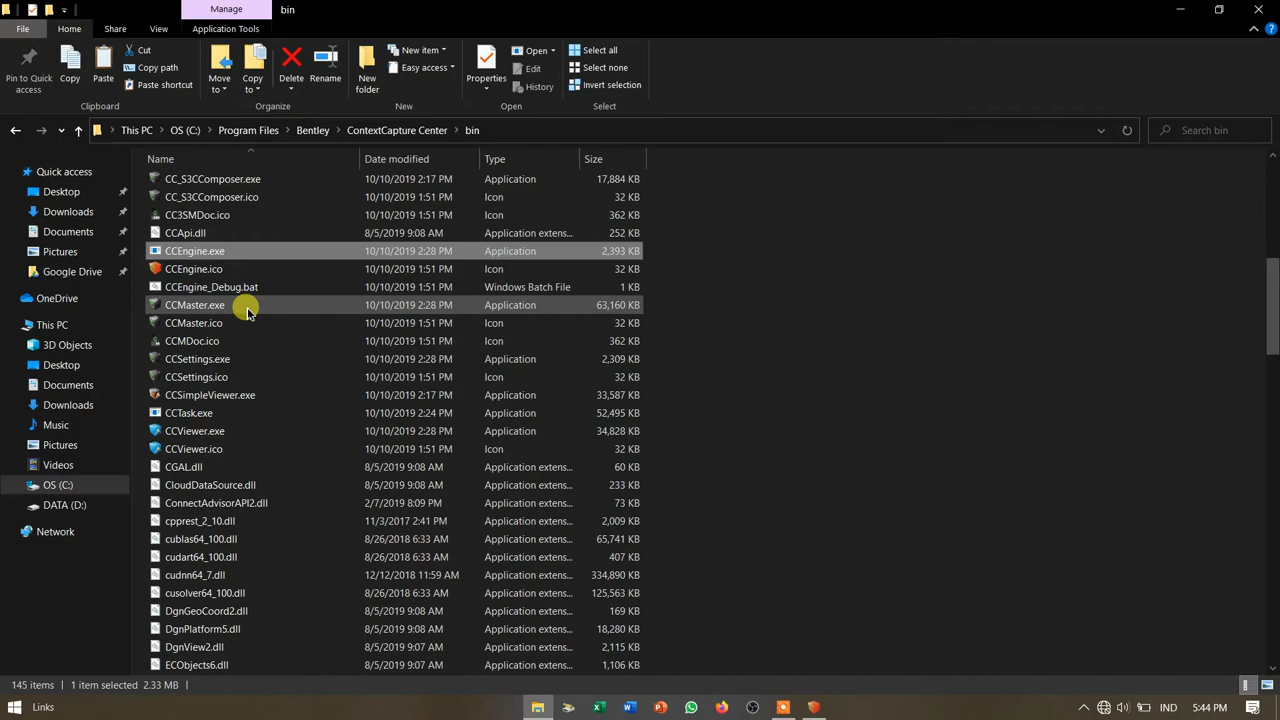 Manage
bin
File
Home
Share
View
Application Tools
Pin to Quick access
Copy
Paste
Cut
Copy path
Paste shortcut
Clipboard
Move to
Copy to
Delete
Rename
Organize
New folder
New item
Easy access
New
Properties
Open
Edit
History
Open
Select all
Select none
Invert selection
Select
This PC > OS (C:) > Program Files > Bentley > ContextCapture Center > bin
Search bin
Quick access
Desktop
Downloads
Documents
Pictures
Google Drive
OneDrive
This PC
3D Objects
Desktop
Documents
Downloads
Music
Pictures
Videos
OS (C:)
DATA (D:)
Network
Name Date modified Type Size
CC_S3CComposer.exe 10/10/2019 2:17 PM Application 17,884 KB
CC_S3CComposer.ico 10/10/2019 1:51 PM Icon 32 KB
CC3SMDoc.ico 10/10/2019 1:51 PM Icon 362 KB
CCApi.dll 8/5/2019 9:08 AM Application extens... 252 KB
CCEngine.exe 10/10/2019 2:28 PM Application 2,393 KB
CCEngine.ico 10/10/2019 1:51 PM Icon 32 KB
CCEngine_Debug.bat 10/10/2019 1:51 PM Windows Batch File 1 KB
CCMaster.exe 10/10/2019 2:28 PM Application 63,160 KB
CCMaster.ico 10/10/2019 1:51 PM Icon 32 KB
CCMDoc.ico 10/10/2019 1:51 PM Icon 362 KB
CCSettings.exe 10/10/2019 2:28 PM Application 2,309 KB
CCSettings.ico 10/10/2019 1:51 PM Icon 32 KB
CCSimpleViewer.exe 10/10/2019 2:17 PM Application 33,587 KB
CCTask.exe 10/10/2019 2:24 PM Application 52,495 KB
CCViewer.exe 10/10/2019 2:28 PM Application 34,828 KB
CCViewer.ico 10/10/2019 1:51 PM Icon 32 KB
CGAL.dll 8/5/2019 9:08 AM Application extens... 60 KB
CloudDataSource.dll 8/5/2019 9:08 AM Application extens... 233 KB
ConnectAdvisorAPI2.dll 2/7/2019 8:09 PM Application extens... 73 KB
cpprest_2_10.dll 11/3/2017 2:41 PM Application extens... 2,009 KB
cublas64_100.dll 8/26/2018 6:33 AM Application extens... 65,741 KB
cudart64_100.dll 8/26/2018 6:33 AM Application extens... 407 KB
cudnn64_7.dll 12/12/2018 11:59 AM Application extens... 334,890 KB
cusolver64_100.dll 8/26/2018 6:33 AM Application extens... 125,563 KB
DgnGeoCoord2.dll 8/5/2019 9:08 AM Application extens... 169 KB
DgnPlatform5.dll 8/5/2019 9:08 AM Application extens... 18,280 KB
DgnView2.dll 8/5/2019 9:07 AM Application extens... 2,115 KB
ECObjects6.dll 8/5/2019 9:07 AM Application extens... 1,106 KB
145 items
1 item selected 2.33 MB
Links
IND
5:44 PM